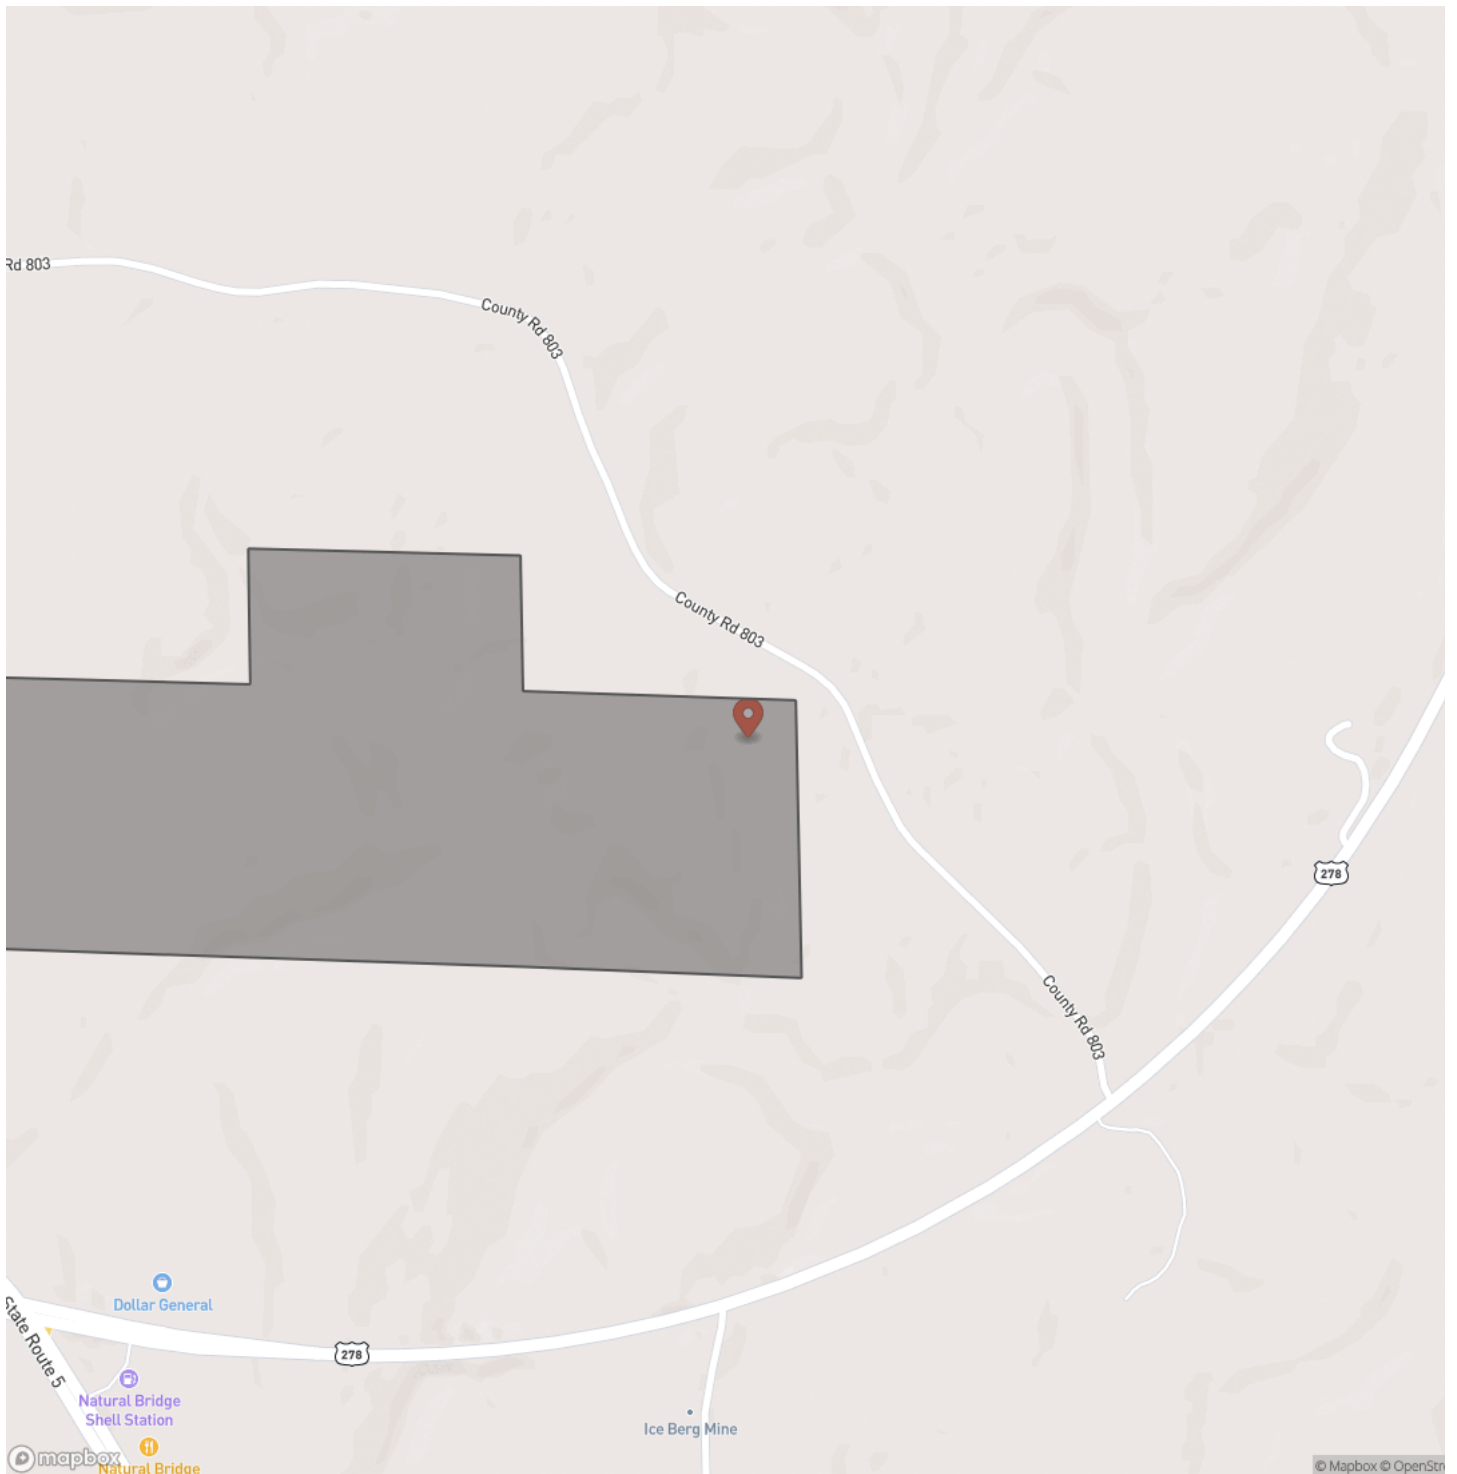 Rd 803
County Rd 803
County Rd 803
278
County Rd 803
Dollar General
State Route 5
278
Natural Bridge
Shell Station
Ice Berg Mine
mapbox
Natural Bridge
© Mapbox © OpenStre